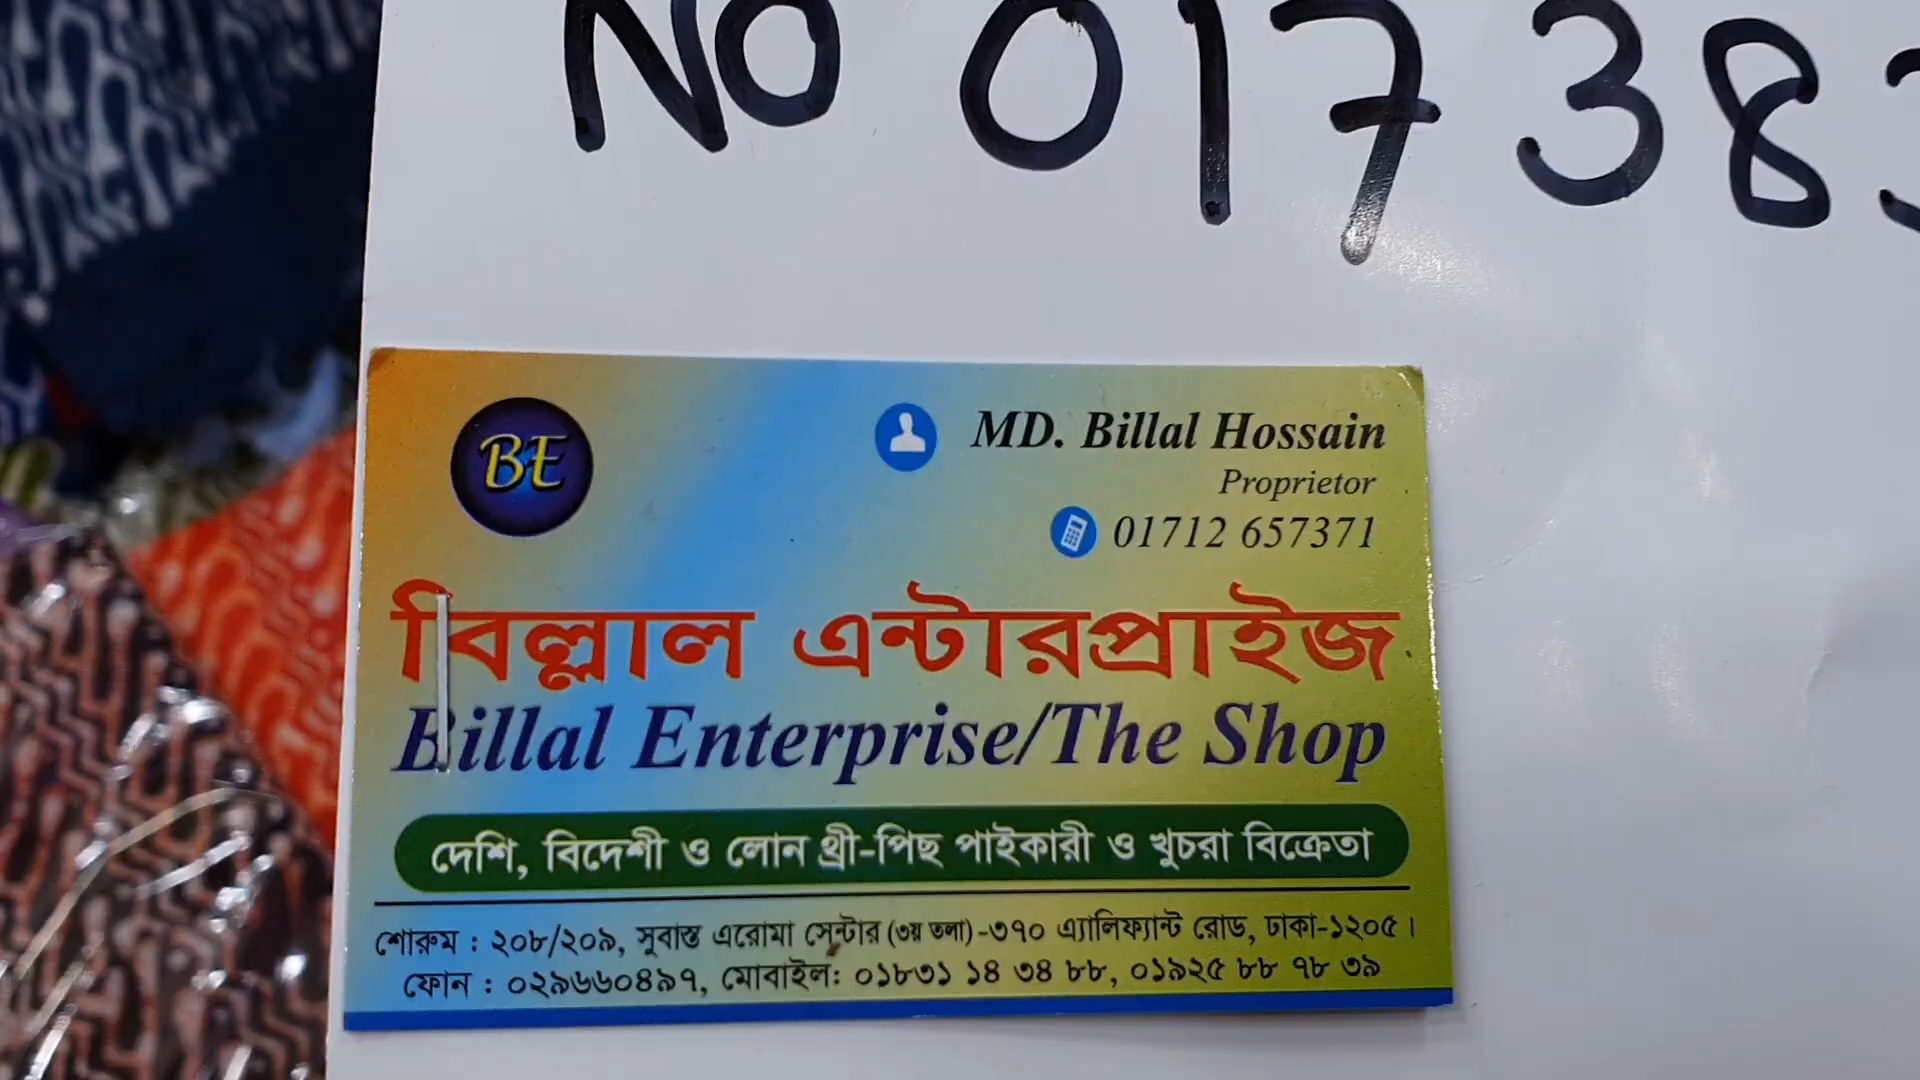 No 01738
BE
MD. Billal Hossain
Proprietor
01712 657371
বিল্লাল এন্টারপ্রাইজ
Billal Enterprise/The Shop
দেশি, বিদেশী ও লোন থ্রী-পিছ পাইকারী ও খুচরা বিক্রেতা
শোরুম : ২০৮/২০৯, সুবাস্ত এরোমা সেন্টার (৩য় তলা)-৩৭০ এ্যালিফ্যান্ট রোড, ঢাকা-১২০৫।
ফোন : ০২৯৬৬০৪৯৭, মোবাইল: ০১৮৩১ ১৪ ৩৪ ৮৮, ০১৯২৫ ৮৮ ৭৮ ৩৯